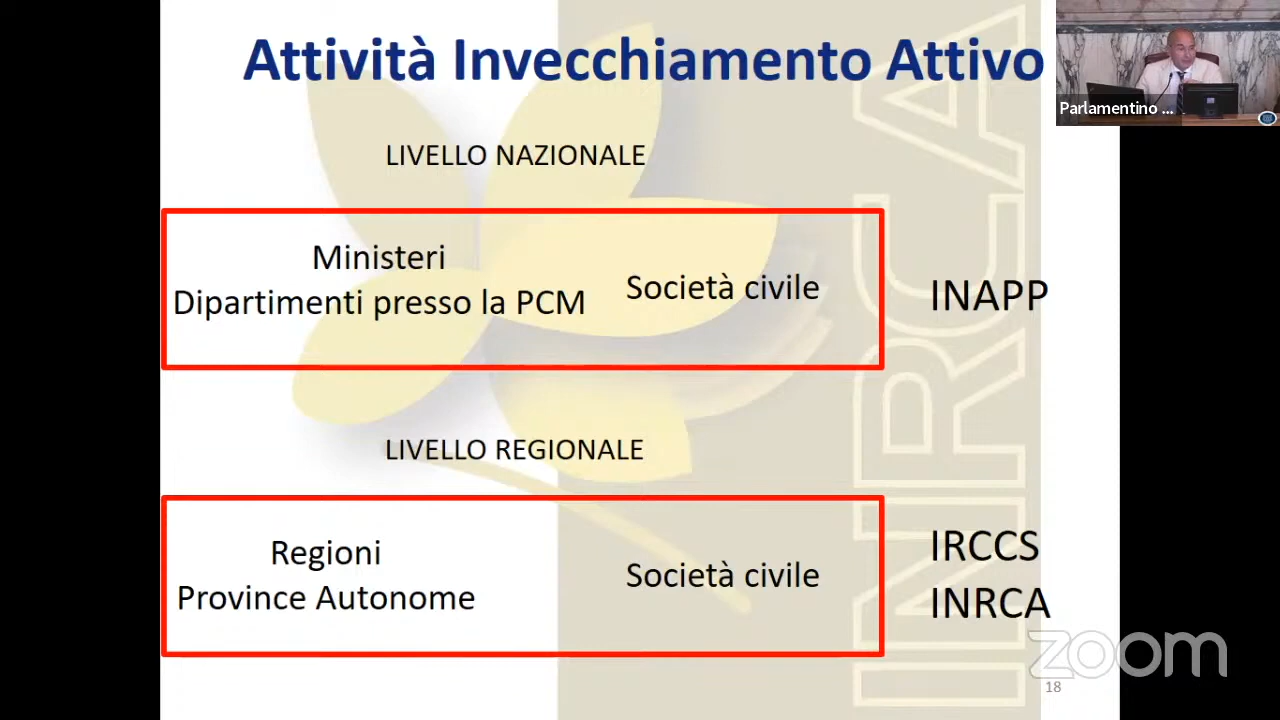 Attività Invecchiamento Attivo
Parlamentino ...
LIVELLO NAZIONALE
Ministeri
Dipartimenti presso la PCM
Società civile
INAPP
LIVELLO REGIONALE
Regioni
Province Autonome
Società civile
IRCCS
INRCA
INRCA
zoom
18